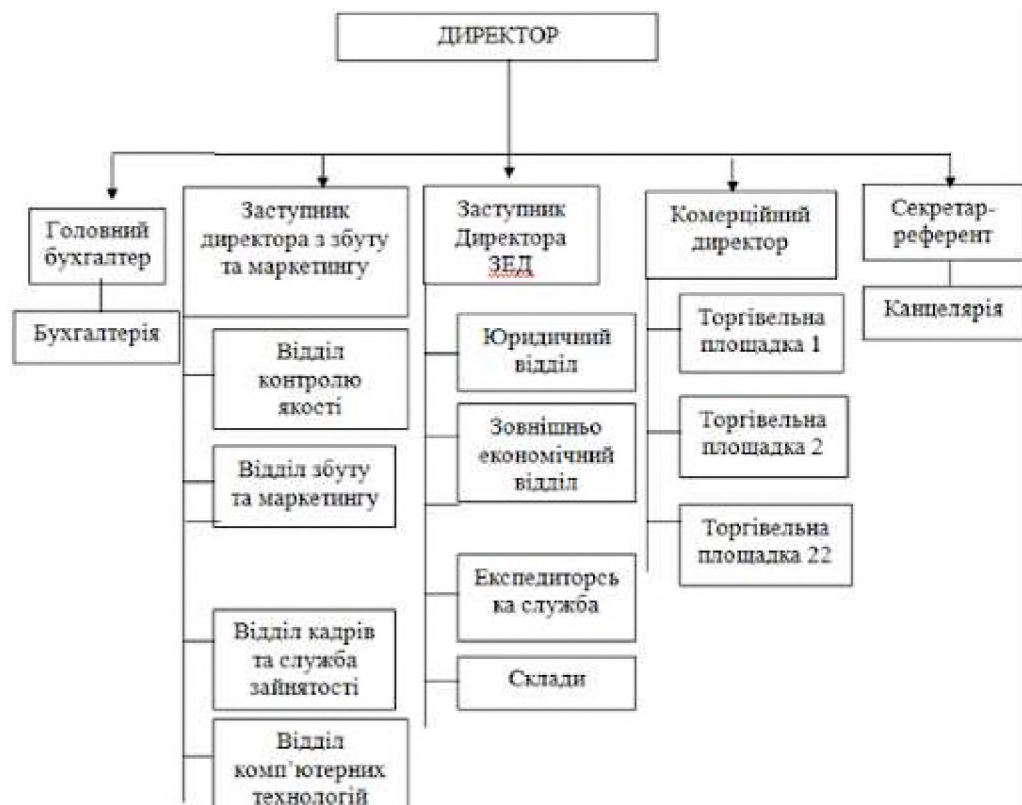 ДИРЕКТОР
Головний
бухгалтер
Бухгалтерія
Заступник
директора з збуту
та маркетингу
Відділ
контролю
якості
Відділ збуту
та маркетингу
Відділ кадрів
та служба
зайнятості
Відділ
комп’ютерних
технологій
Заступник
Директора
ЗЕД
Юридичний
відділ
Зовнішньо
економічний
відділ
Експедиторсь
ка служба
Склади
Комерційний
директор
Торгівельна
площадка 1
Торгівельна
площадка 2
Торгівельна
площадка 22
Секретар-
референт
Канцелярія